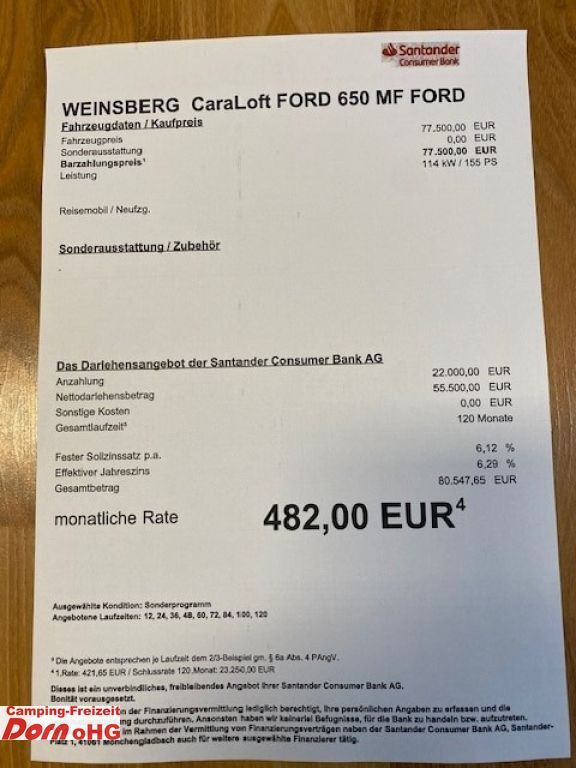 Santander
Consumer Bank
WEINSBERG CaraLoft FORD 650 MF FORD
Fahrzeugdaten / Kaufpreis
Fahrzeugpreis 77.500,00 EUR
Sonderausstattung 0,00 EUR
Barzahlungspreis¹ 77.500,00 EUR
Leistung 114 kW / 155 PS
Reisemobil / Neufzg.
Sonderausstattung / Zubehör
Das Darlehensangebot der Santander Consumer Bank AG
Anzahlung 22.000,00 EUR
Nettodarlehensbetrag 55.500,00 EUR
Sonstige Kosten 0,00 EUR
Gesamtlaufzeit³ 120 Monate
Fester Sollzinssatz p.a. 6,12 %
Effektiver Jahreszins 6,29 %
Gesamtbetrag 80.547,65 EUR
monatliche Rate 482,00 EUR⁴
Ausgewählte Kondition: Sonderprogramm
Angebotene Laufzeiten: 12, 24, 36, 48, 60, 72, 84, 100, 120
³ Die Angebote entsprechen je Laufzeit dem 2/3-Beispiel gm. § 6a Abs. 4 PAngV.
⁴ 1.Rate: 421,65 EUR / Schlussrate 120.Monat: 23.250,00 EUR
Dieses ist ein unverbindliches, freibleibendes Angebot Ihrer Santander Consumer Bank AG.
Bonität vorausgesetzt.
n der Finanzierungsvermittlung lediglich berechtigt, Ihre persönlichen Angaben zu erfassen und die
ung durchzuführen. Ansonsten haben wir keinerlei Befugnisse, für die Bank zu handeln bzw. aufzutreten.
im Rahmen der Vermittlung von Finanzierungsverträgen neben der Santander Consumer Bank AG, Santander-
Platz 1, 41061 Mönchengladbach auch für weitere ausgewählte Finanzierer tätig.
Camping-Freizeit
Dorn oHG